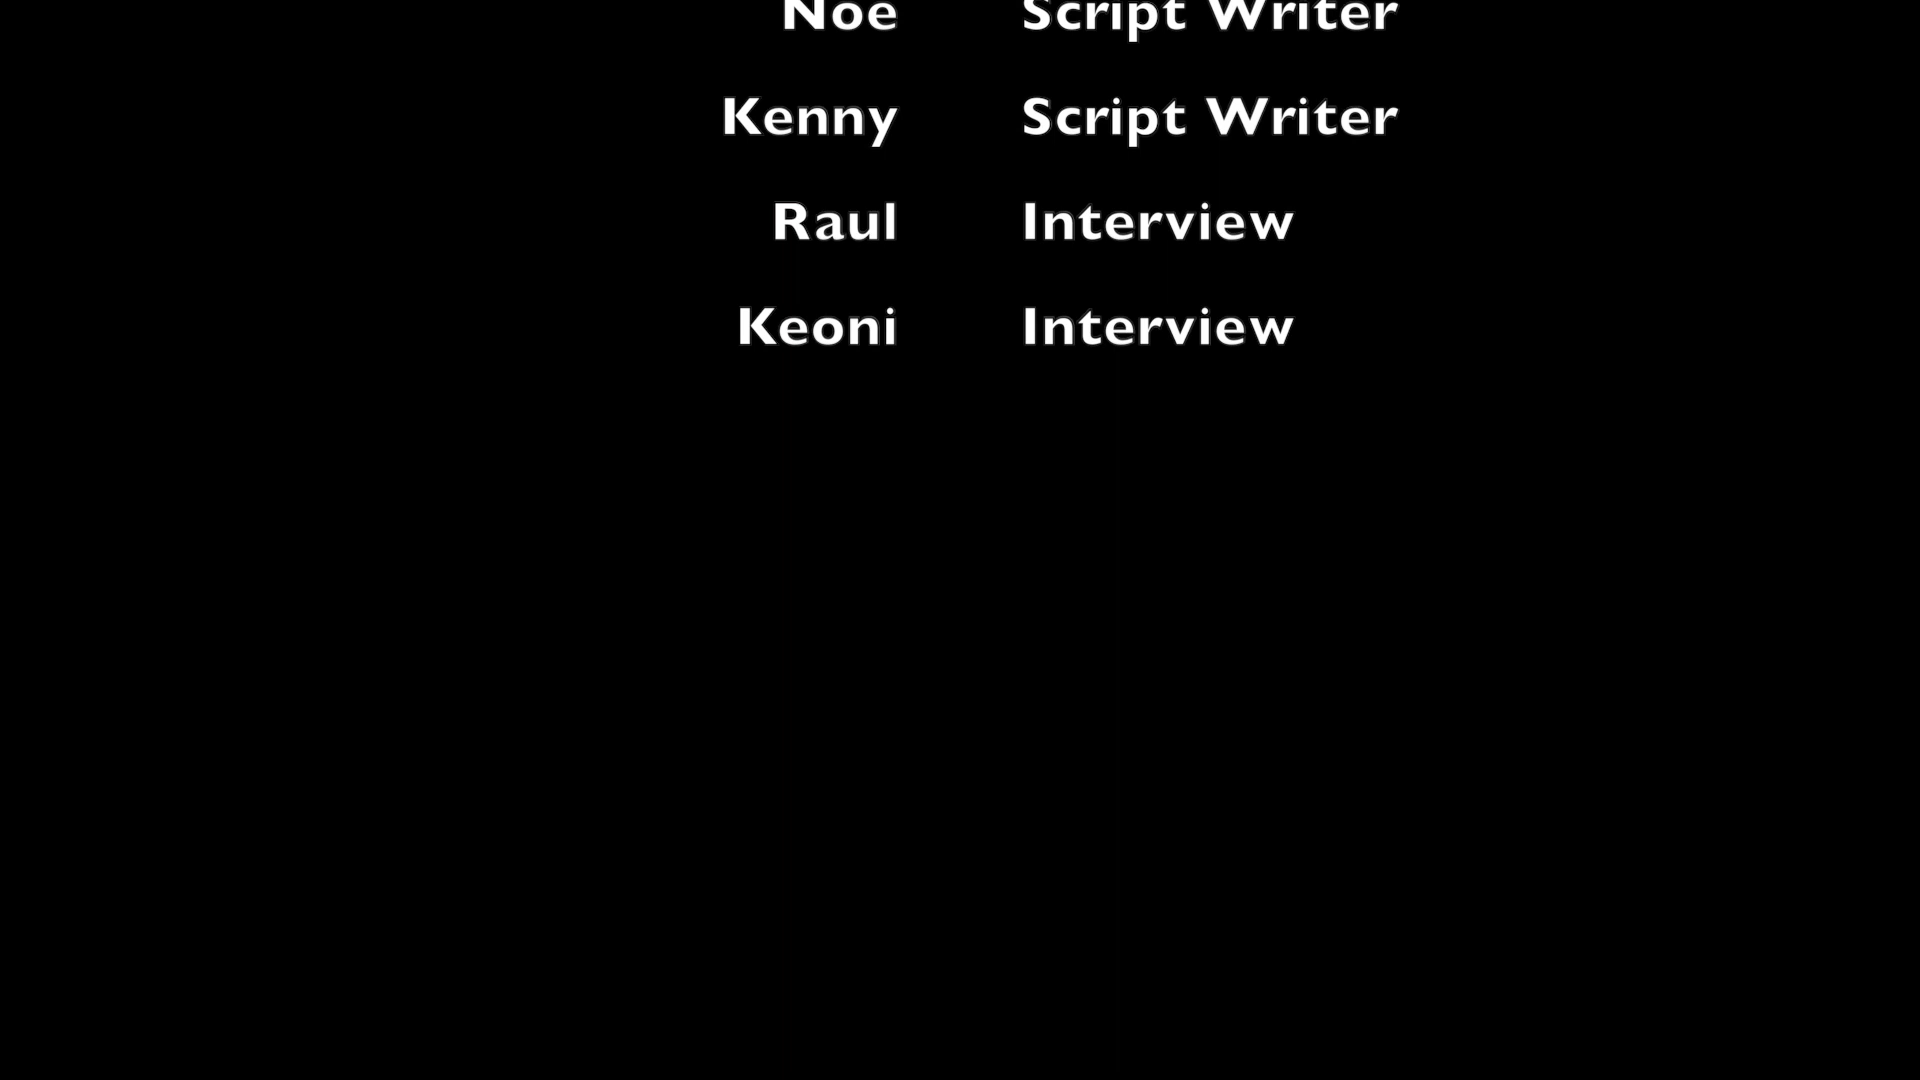 Noe Script Writer
Kenny Script Writer
Raul Interview
Keoni Interview